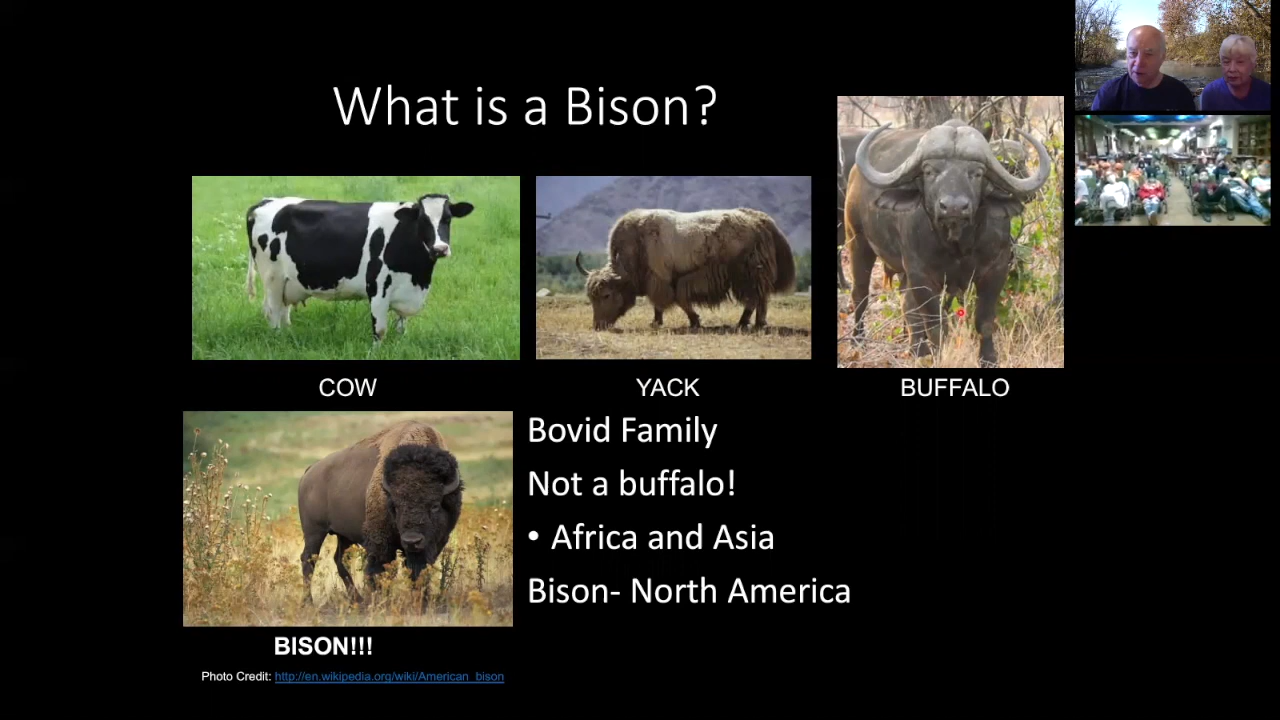 What is a Bison?
COW
YACK
BUFFALO
Bovid Family
Not a buffalo!
• Africa and Asia
Bison- North America
BISON!!!
Photo Credit: http://en.wikipedia.org/wiki/American_bison